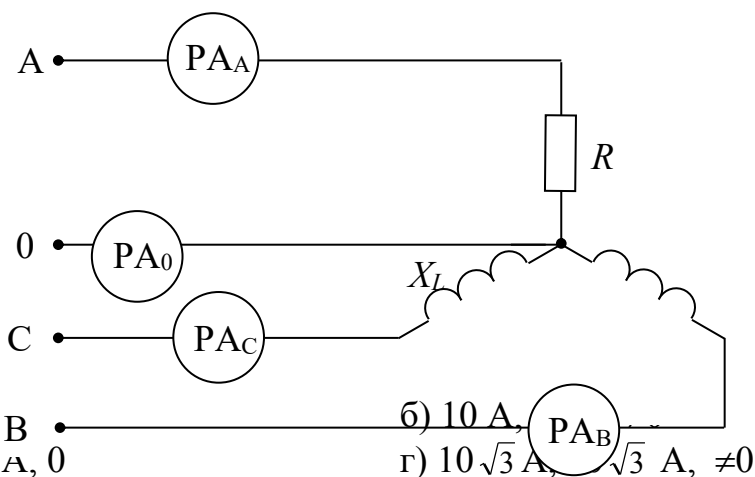 A PA_A
R
0 PA_0
X_L
C PA_C
B PA_B
б) 10 А,
А, 0
г) 10 √3 А, √3 А, ≠0